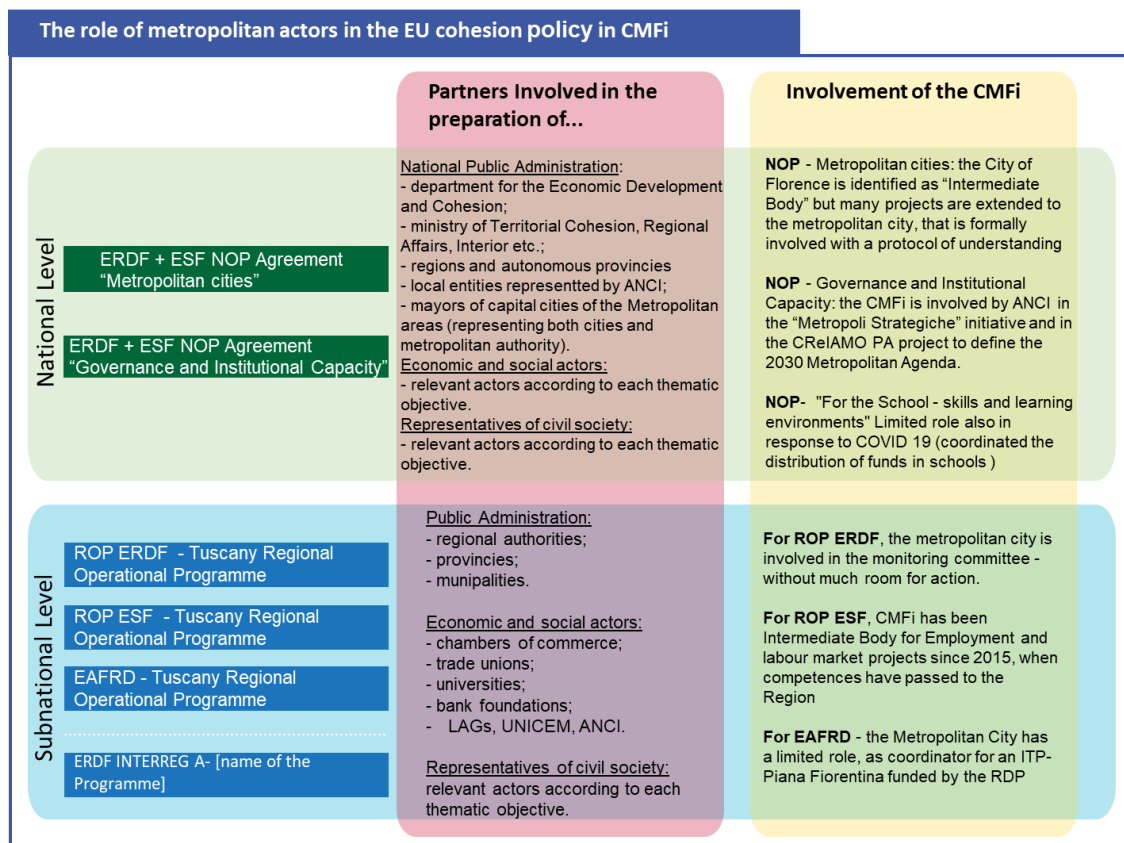 The role of metropolitan actors in the EU cohesion policy in CMFi
Partners Involved in the
preparation of...
Involvement of the CMFi
National Level
ERDF + ESF NOP Agreement
“Metropolitan cities”
ERDF + ESF NOP Agreement
“Governance and Institutional Capacity”
National Public Administration:
- department for the Economic Development
and Cohesion;
- ministry of Territorial Cohesion, Regional
Affairs, Interior etc.;
- regions and autonomous provinces
- local entities representted by ANCI;
- mayors of capital cities of the Metropolitan
areas (representing both cities and
metropolitan authority).
Economic and social actors:
- relevant actors according to each thematic
objective.
Representatives of civil society:
- relevant actors according to each thematic
objective.
NOP - Metropolitan cities: the City of
Florence is identified as “Intermediate
Body” but many projects are extended to
the metropolitan city, that is formally
involved with a protocol of understanding
NOP - Governance and Institutional
Capacity: the CMFi is involved by ANCI in
the “Metropoli Strategiche” initiative and in
the CReIAMO PA project to define the
2030 Metropolitan Agenda.
NOP- "For the School - skills and learning
environments" Limited role also in
response to COVID 19 (coordinated the
distribution of funds in schools )
Subnational Level
ROP ERDF - Tuscany Regional
Operational Programme
ROP ESF - Tuscany Regional
Operational Programme
EAFRD - Tuscany Regional
Operational Programme
ERDF INTERREG A- [name of the
Programme]
Public Administration:
- regional authorities;
- provinces;
- munipalities.
Economic and social actors:
- chambers of commerce;
- trade unions;
- universities;
- bank foundations;
- LAGs, UNICEM, ANCI.
Representatives of civil society:
relevant actors according to each
thematic objective.
For ROP ERDF, the metropolitan city is
involved in the monitoring committee -
without much room for action.
For ROP ESF, CMFi has been
Intermediate Body for Employment and
labour market projects since 2015, when
competences have passed to the
Region
For EAFRD - the Metropolitan City has
a limited role, as coordinator for an ITP-
Piana Fiorentina funded by the RDP